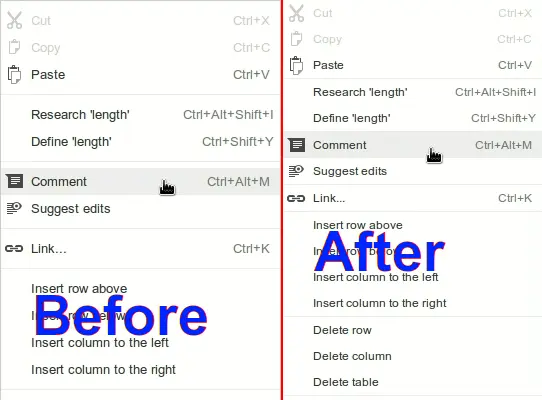 Cut Ctrl+X
Copy Ctrl+C
Paste Ctrl+V
Research 'length' Ctrl+Alt+Shift+I
Define 'length' Ctrl+Shift+Y
Comment Ctrl+Alt+M
Suggest edits
Link... Ctrl+K
Insert row above
Insert row below
Before
Insert column to the left
Insert column to the right
Cut Ctrl+X
Copy Ctrl+C
Paste Ctrl+V
Research 'length' Ctrl+Alt+Shift+I
Define 'length' Ctrl+Shift+Y
Comment Ctrl+Alt+M
Suggest edits
Link... Ctrl+K
Insert row above
Insert row below
After
Insert column to the left
Insert column to the right
Delete row
Delete column
Delete table